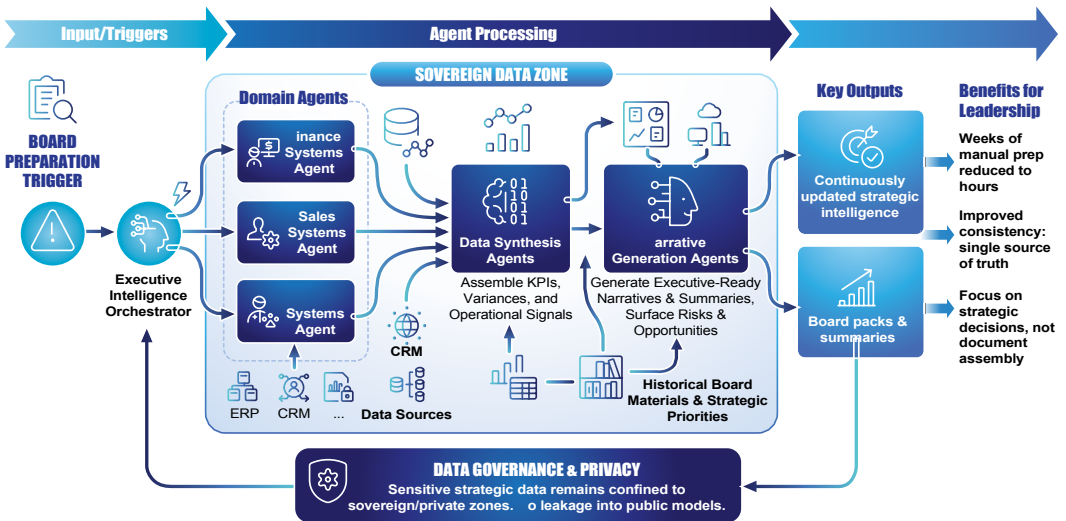 Input/Triggers
Agent Processing
SOVEREIGN DATA ZONE
BOARD
PREPARATION
TRIGGER
Executive
Intelligence
Orchestrator
Domain Agents
inance
Systems
Agent
Sales
Systems
Agent
Systems
Agent
ERP
CRM
...
Data Sources
CRM
01
10
01
01
Data Synthesis
Agents
Assemble KPIs,
Variances, and
Operational Signals
arrative
Generation Agents
Generate Executive-Ready
Narratives & Summaries,
Surface Risks &
Opportunities
Historical Board
Materials & Strategic
Priorities
Key Outputs
Continuously
updated strategic
intelligence
Board packs &
summaries
Benefits for
Leadership
Weeks of
manual prep
reduced to
hours
Improved
consistency:
single source
of truth
Focus on
strategic
decisions, not
document
assembly
DATA GOVERNANCE & PRIVACY
Sensitive strategic data remains confined to
sovereign/private zones. o leakage into public models.